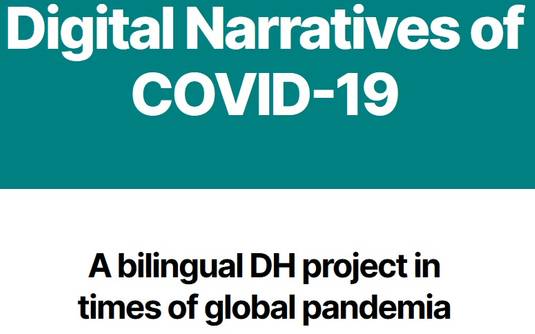 Digital Narratives of
COVID-19
A bilingual DH project in
times of global pandemia